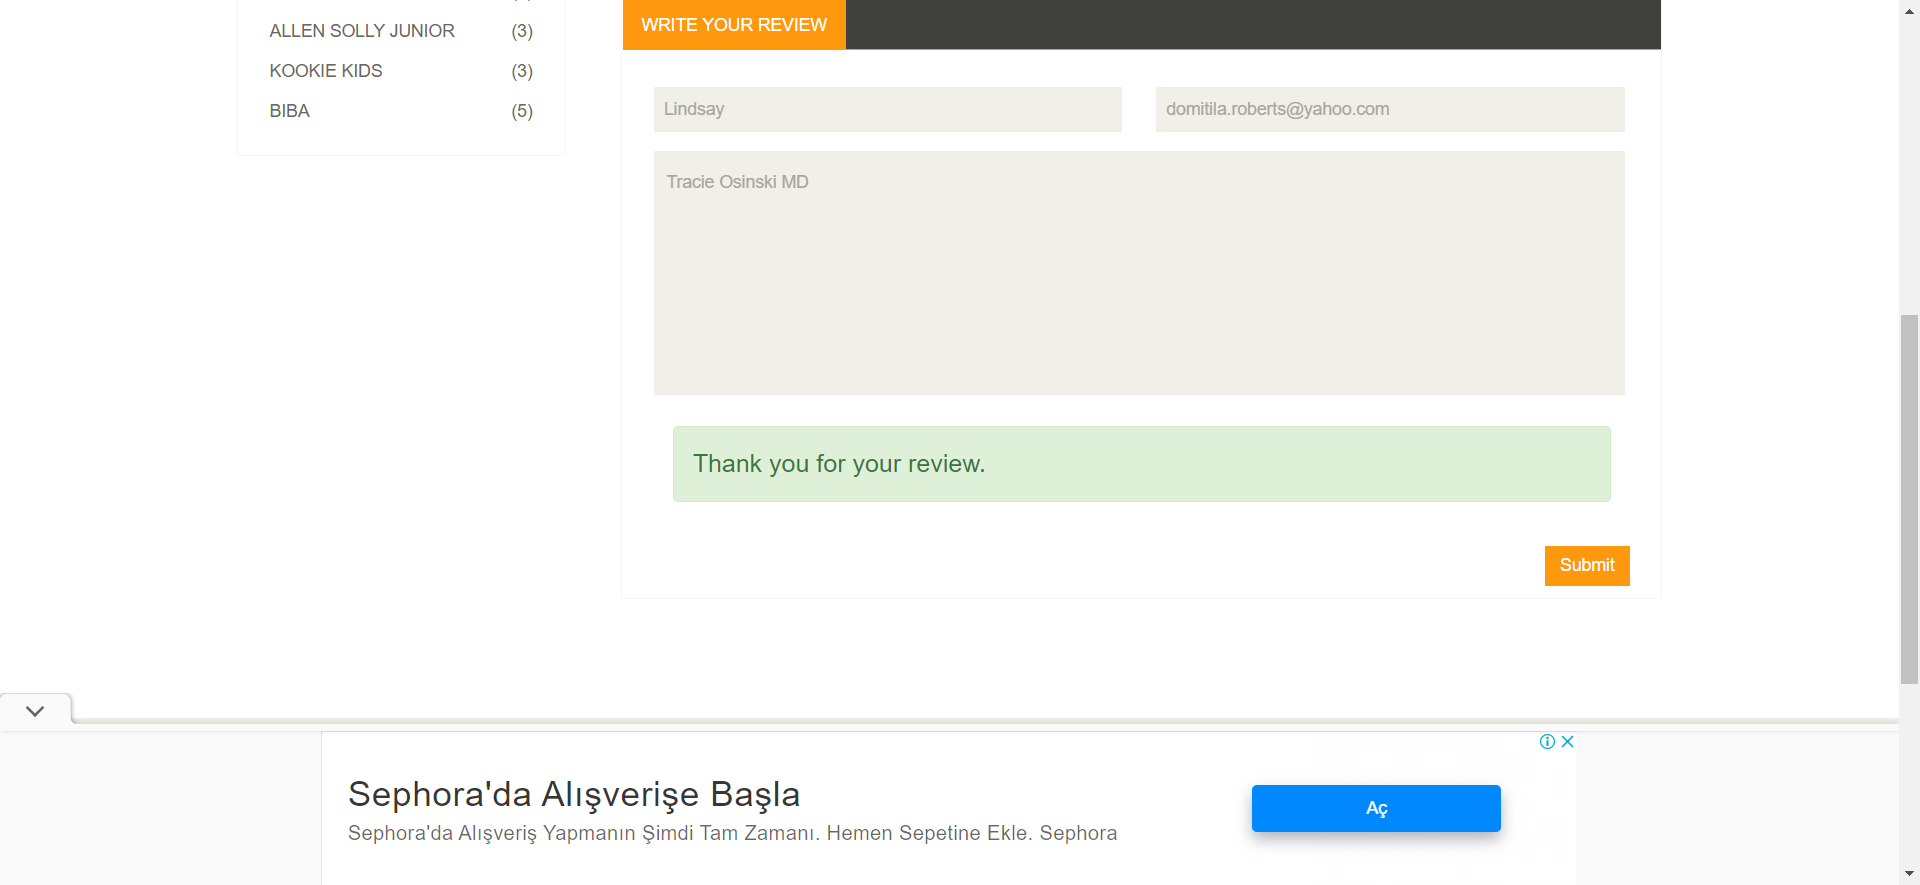 ALLEN SOLLY JUNIOR (3)
KOOKIE KIDS (3)
BIBA (5)
WRITE YOUR REVIEW
Lindsay
domitila.roberts@yahoo.com
Tracie Osinski MD
Thank you for your review.
Submit
Sephora'da Alışverişe Başla
Sephora'da Alışveriş Yapmanın Şimdi Tam Zamanı. Hemen Sepetine Ekle. Sephora
Aç